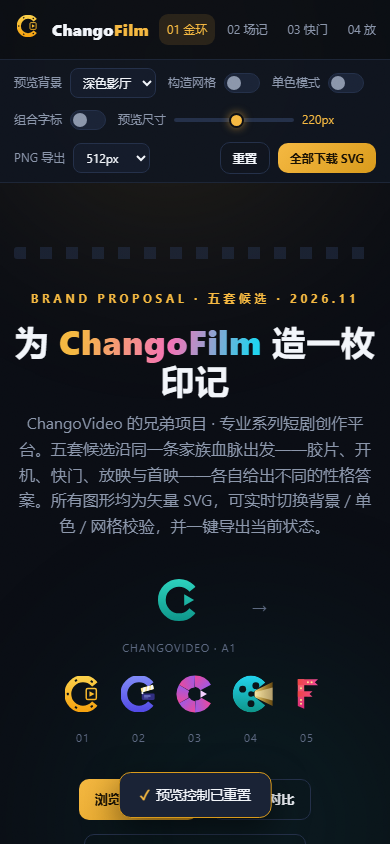 ChangoFilm 01 金环 02 场记 03 快门 04 放
预览背景 深色影厅 构造网格 单色模式
组合字标 预览尺寸 220px
PNG 导出 512px 重置 全部下载 SVG
BRAND PROPOSAL · 五套候选 · 2026.11
为 ChangoFilm 造一枚
印记
ChangoVideo 的兄弟项目 · 专业系列短剧创作平
台。五套候选沿同一条家族血脉出发——胶片、开
机、快门、放映与首映——各自给出不同的性格答
案。所有图形均为矢量 SVG，可实时切换背景 / 单
色 / 网格校验，并一键导出当前状态。
→
CHANGOVIDEO · A1
01 02 03 04 05
浏览 对比
✓ 预览控制已重置